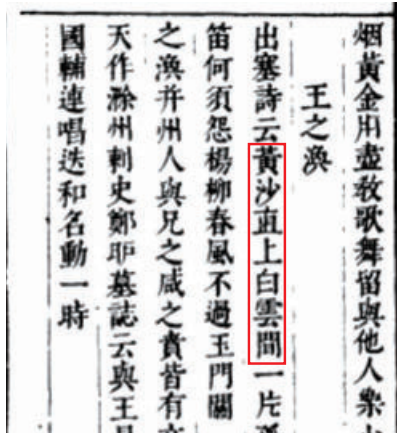 烟黃金用盡教歌舞留與他人樂
王之渙
出塞詩云黃沙直上白雲間一片
笛何須怨楊柳春風不過玉門關
之渙并州人與兄之咸之賁皆有
天作滁州刺史鄭昈墓誌云與王
國輔連唱迭和名動一時